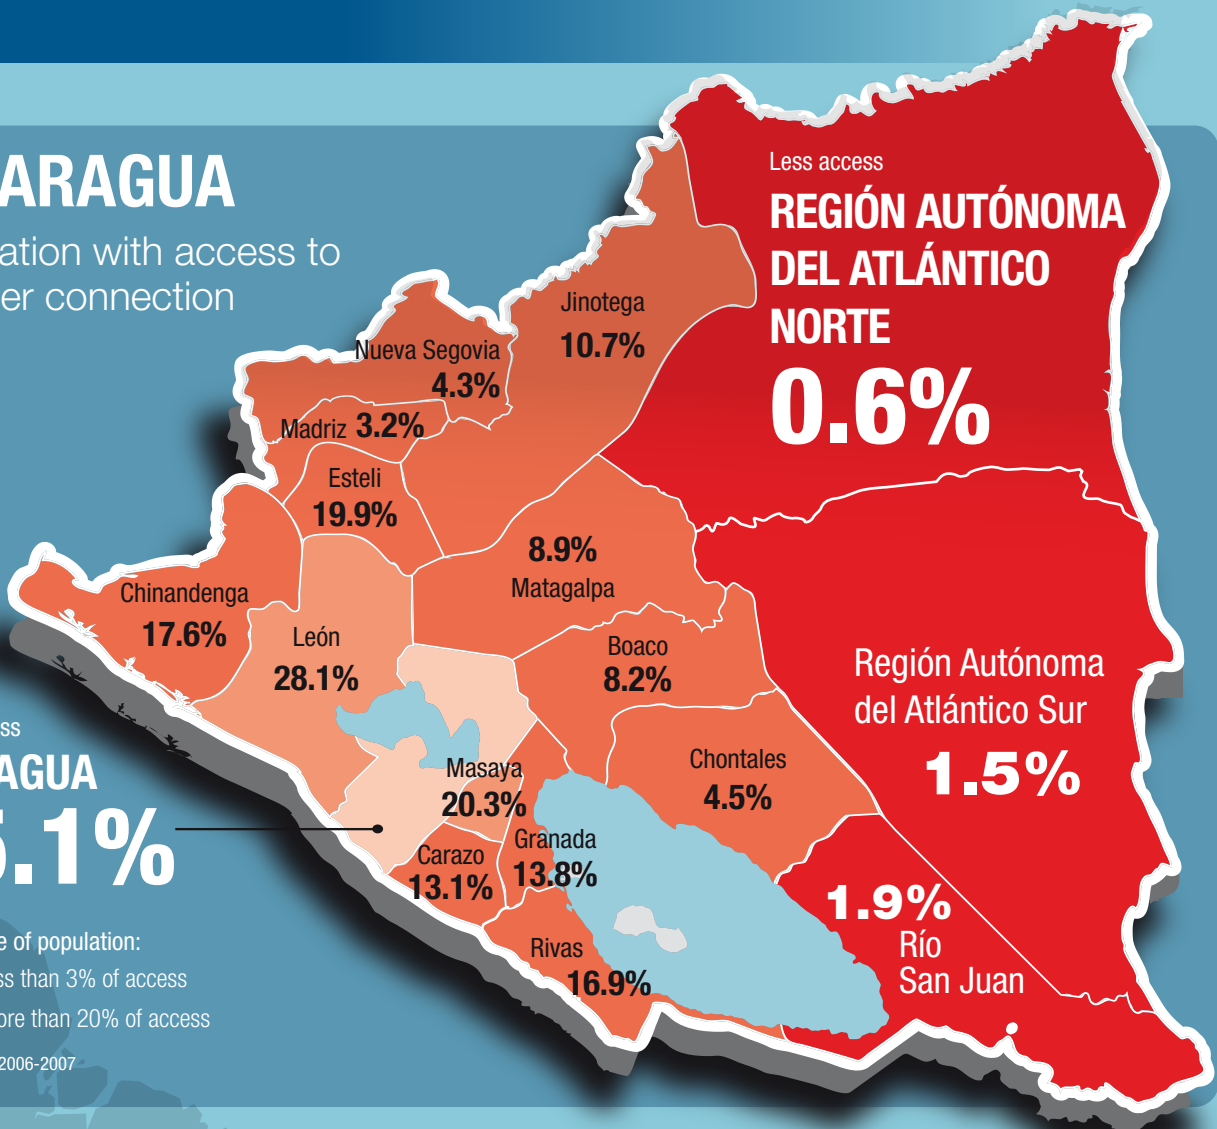 ARAGUA
ation with access to
er connection
Less access
REGIÓN AUTÓNOMA
DEL ATLÁNTICO
NORTE
0.6%
Jinotega
10.7%
Nueva Segovia
4.3%
Madriz 3.2%
Esteli
19.9%
8.9%
Matagalpa
Chinandenga
17.6%
León
28.1%
Boaco
8.2%
Región Autónoma
del Atlántico Sur
1.5%
Chontales
4.5%
Masaya
20.3%
Granada
13.8%
Carazo
13.1%
Rivas
16.9%
1.9%
Río
San Juan
ss
AGUA
5.1%
e of population:
ss than 3% of access
ore than 20% of access
2006-2007